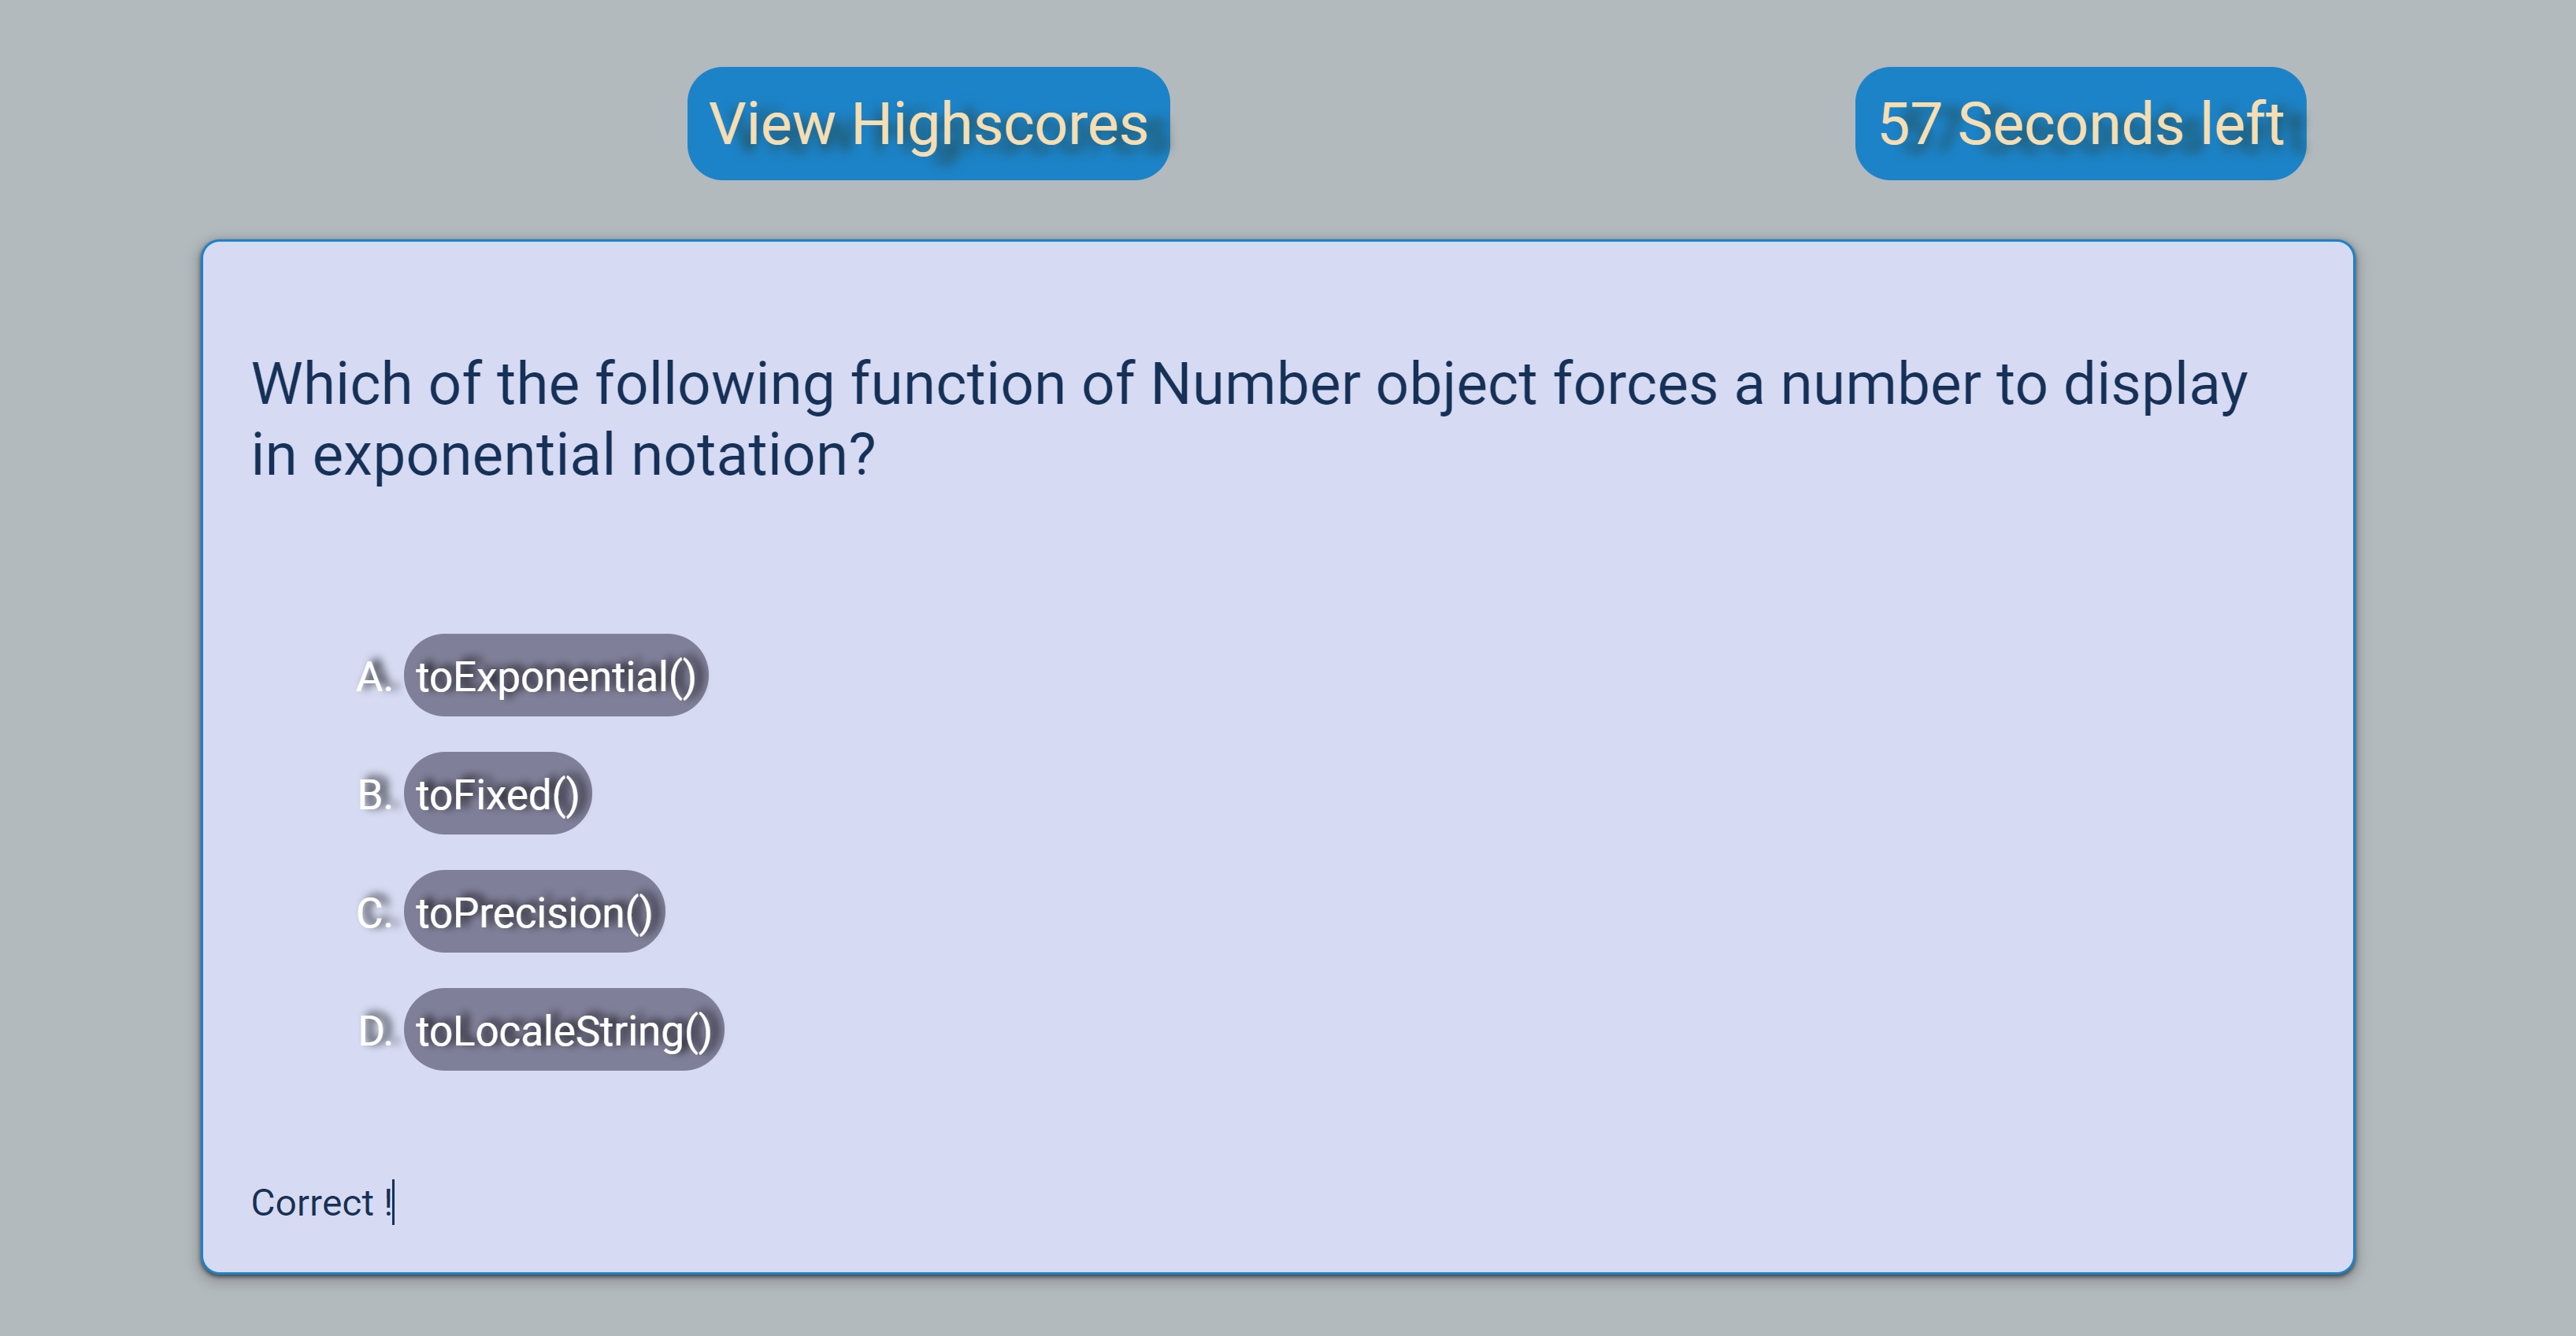 View Highscores
57 Seconds left
Which of the following function of Number object forces a number to display
in exponential notation?
A. toExponential()
B. toFixed()
C. toPrecision()
D. toLocaleString()
Correct !